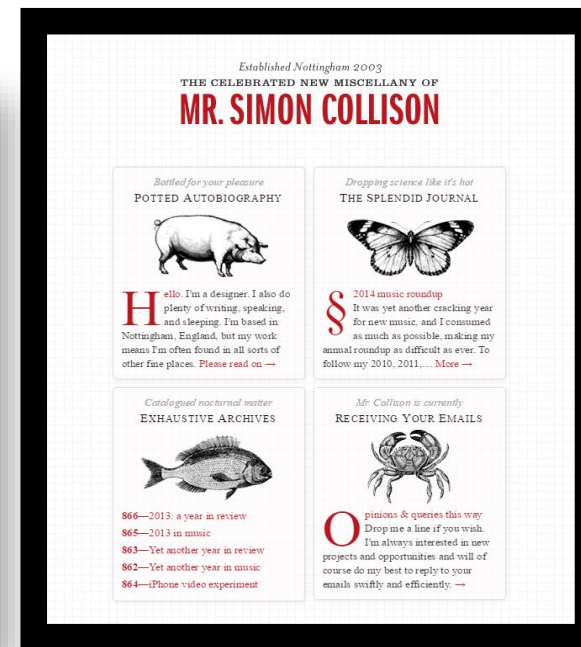 Established Nottingham 2003
THE CELEBRATED NEW MISCELLANY OF
MR. SIMON COLLISON
Bottled for your pleasure
POTTED AUTOBIOGRAPHY
Hello. I'm a designer. I also do
plenty of writing, speaking,
and sleeping. I'm based in
Nottingham, England, but my work
means I'm often found in all sorts of
other fine places. Please read on →
Dropping science like it's hot
THE SPLENDID JOURNAL
§ 2014 music roundup
It was yet another cracking year
for new music, and I consumed
as much as possible, making my
annual roundup as difficult as ever. To
follow my 2010, 2011,… More →
Catalogued nocturnal matter
EXHAUSTIVE ARCHIVES
866—2013: a year in review
865—2013 in music
863—Yet another year in review
862—Yet another year in music
864—iPhone video experiment
Mr. Collison is currently
RECEIVING YOUR EMAILS
Opinions & queries this way
Drop me a line if you wish.
I'm always interested in new
projects and opportunities and will of
course do my best to reply to your
emails swiftly and efficiently. →